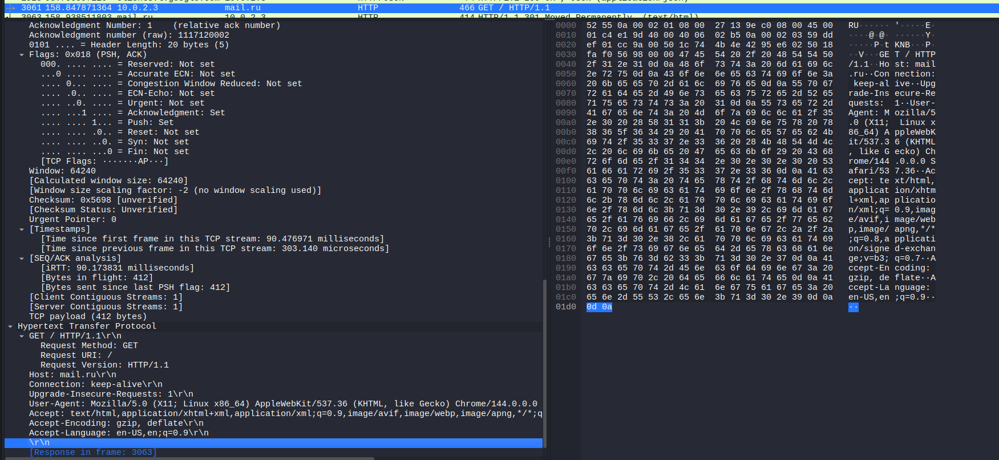 3061 158.847871364 10.0.2.3 mail.ru HTTP 466 GET / HTTP/1.1
3063 158.938511803 mail.ru 10.0.2.3 HTTP 414 HTTP/1.1 301 Moved Permanently (text/html)
Acknowledgment Number: 1 (relative ack number)
Acknowledgment number (raw): 1117120002
0101 .... = Header Length: 20 bytes (5)
Flags: 0x018 (PSH, ACK)
000. .... .... = Reserved: Not set
...0 .... .... = Accurate ECN: Not set
.... 0... .... = Congestion Window Reduced: Not set
.... .0.. .... = ECN-Echo: Not set
.... ..0. .... = Urgent: Not set
.... ...1 .... = Acknowledgment: Set
.... .... 1... = Push: Set
.... .... .0.. = Reset: Not set
.... .... ..0. = Syn: Not set
.... .... ...0 = Fin: Not set
[TCP Flags: ·······AP···]
Window: 64240
[Calculated window size: 64240]
[Window size scaling factor: -2 (no window scaling used)]
Checksum: 0x5698 [unverified]
[Checksum Status: Unverified]
Urgent Pointer: 0
[Timestamps]
[Time since first frame in this TCP stream: 90.476971 milliseconds]
[Time since previous frame in this TCP stream: 303.140 microseconds]
[SEQ/ACK analysis]
[iRTT: 90.173831 milliseconds]
[Bytes in flight: 412]
[Bytes sent since last PSH flag: 412]
[Client Contiguous Streams: 1]
[Server Contiguous Streams: 1]
TCP payload (412 bytes)
Hypertext Transfer Protocol
GET / HTTP/1.1\r\n
Request Method: GET
Request URI: /
Request Version: HTTP/1.1
Host: mail.ru\r\n
Connection: keep-alive\r\n
Upgrade-Insecure-Requests: 1\r\n
User-Agent: Mozilla/5.0 (X11; Linux x86_64) AppleWebKit/537.36 (KHTML, like Gecko) Chrome/144.0.0.0
Accept: text/html,application/xhtml+xml,application/xml;q=0.9,image/avif,image/webp,image/apng,*/*;q
Accept-Encoding: gzip, deflate\r\n
Accept-Language: en-US,en;q=0.9\r\n
\r\n
[Response in frame: 3063]
0000 52 55 0a 00 02 01 08 00 27 13 9e c0 08 00 45 00 RU······ '·····E·
0010 01 c4 e1 9d 40 00 40 06 02 b5 0a 00 02 03 59 dd ····@·@· ······Y·
0020 ef 01 cc 9a 00 50 1c 74 4b 4e 42 95 e6 02 50 18 ·····P·t KNB···P·
0030 fa f0 56 98 00 00 47 45 54 20 2f 20 48 54 54 50 ··V···GE T / HTTP
0040 2f 31 2e 31 0d 0a 48 6f 73 74 3a 20 6d 61 69 6c /1.1··Ho st: mail
0050 2e 72 75 0d 0a 43 6f 6e 6e 65 63 74 69 6f 6e 3a .ru··Con nection:
0060 20 6b 65 65 70 2d 61 6c 69 76 65 0d 0a 55 70 67 keep-al ive··Upg
0070 72 61 64 65 2d 49 6e 73 65 63 75 72 65 2d 52 65 rade-Ins ecure-Re
0080 71 75 65 73 74 73 3a 20 31 0d 0a 55 73 65 72 2d quests: 1··User-
0090 41 67 65 6e 74 3a 20 4d 6f 7a 69 6c 6c 61 2f 35 Agent: M ozilla/5
00a0 2e 30 20 28 58 31 31 3b 20 4c 69 6e 75 78 20 78 .0 (X11; Linux x
00b0 38 36 5f 36 34 29 20 41 70 70 6c 65 57 65 62 4b 86_64) A ppleWebK
00c0 69 74 2f 35 33 37 2e 33 36 20 28 4b 48 54 4d 4c it/537.3 6 (KHTML
00d0 2c 20 6c 69 6b 65 20 47 65 63 6b 6f 29 20 43 68 , like G ecko) Ch
00e0 72 6f 6d 65 2f 31 34 34 2e 30 2e 30 2e 30 20 53 rome/144 .0.0.0 S
00f0 61 66 61 72 69 2f 35 33 37 2e 33 36 0d 0a 41 63 afari/53 7.36··Ac
0100 63 65 70 74 3a 20 74 65 78 74 2f 68 74 6d 6c 2c cept: te xt/html,
0110 61 70 70 6c 69 63 61 74 69 6f 6e 2f 78 68 74 6d applicat ion/xhtm
0120 6c 2b 78 6d 6c 2c 61 70 70 6c 69 63 61 74 69 6f l+xml,ap plicatio
0130 6e 2f 78 6d 6c 3b 71 3d 30 2e 39 2c 69 6d 61 67 n/xml;q= 0.9,imag
0140 65 2f 61 76 69 66 2c 69 6d 61 67 65 2f 77 65 62 e/avif,i mage/web
0150 70 2c 69 6d 61 67 65 2f 61 70 6e 67 2c 2a 2f 2a p,image/ apng,*/*
0160 3b 71 3d 30 2e 38 2c 61 70 70 6c 69 63 61 74 69 ;q=0.8,a pplicati
0170 6f 6e 2f 73 69 67 6e 65 64 2d 65 78 63 68 61 6e on/signe d-exchan
0180 67 65 3b 76 3d 62 33 3b 71 3d 30 2e 37 0d 0a 41 ge;v=b3; q=0.7··A
0190 63 63 65 70 74 2d 45 6e 63 6f 64 69 6e 67 3a 20 ccept-En coding:
01a0 67 7a 69 70 2c 20 64 65 66 6c 61 74 65 0d 0a 41 gzip, de flate··A
01b0 63 63 65 70 74 2d 4c 61 6e 67 75 61 67 65 3a 20 ccept-La nguage:
01c0 65 6e 2d 55 53 2c 65 6e 3b 71 3d 30 2e 39 0d 0a en-US,en ;q=0.9··
01d0 0d 0a ··